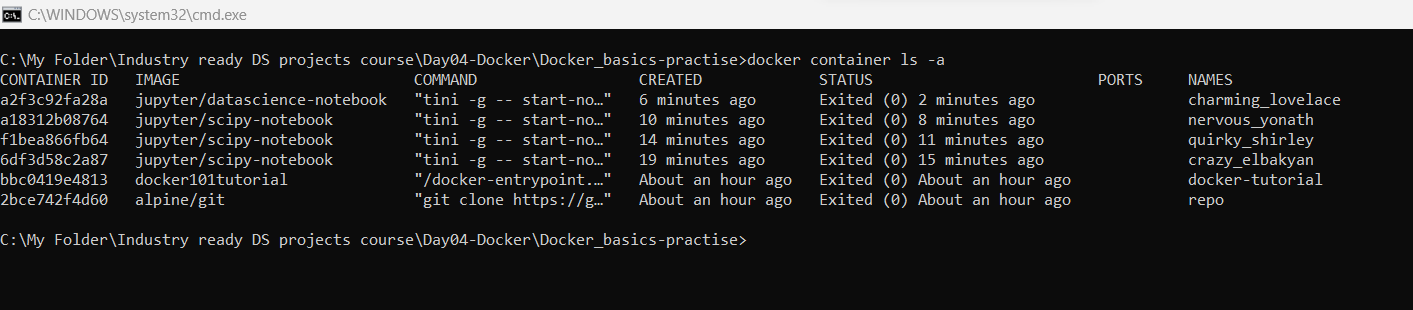 C:\WINDOWS\system32\cmd.exe
C:\My Folder\Industry ready DS projects course\Day04-Docker\Docker_basics-practise>docker container ls -a
CONTAINER ID   IMAGE                         COMMAND                  CREATED             STATUS                         PORTS     NAMES
a2f3c92fa28a   jupyter/datascience-notebook   "tini -g -- start-no…"   6 minutes ago       Exited (0) 2 minutes ago                 charming_lovelace
a18312b08764   jupyter/scipy-notebook         "tini -g -- start-no…"   10 minutes ago      Exited (0) 8 minutes ago                 nervous_yonath
f1bea866fb64   jupyter/scipy-notebook         "tini -g -- start-no…"   14 minutes ago      Exited (0) 11 minutes ago                quirky_shirley
6df3d58c2a87   jupyter/scipy-notebook         "tini -g -- start-no…"   19 minutes ago      Exited (0) 15 minutes ago                crazy_elbakyan
bbc0419e4813   docker101tutorial              "/docker-entrypoint.…"   About an hour ago   Exited (0) About an hour ago             docker-tutorial
2bce742f4d60   alpine/git                     "git clone https://g…"   About an hour ago   Exited (0) About an hour ago             repo
C:\My Folder\Industry ready DS projects course\Day04-Docker\Docker_basics-practise>